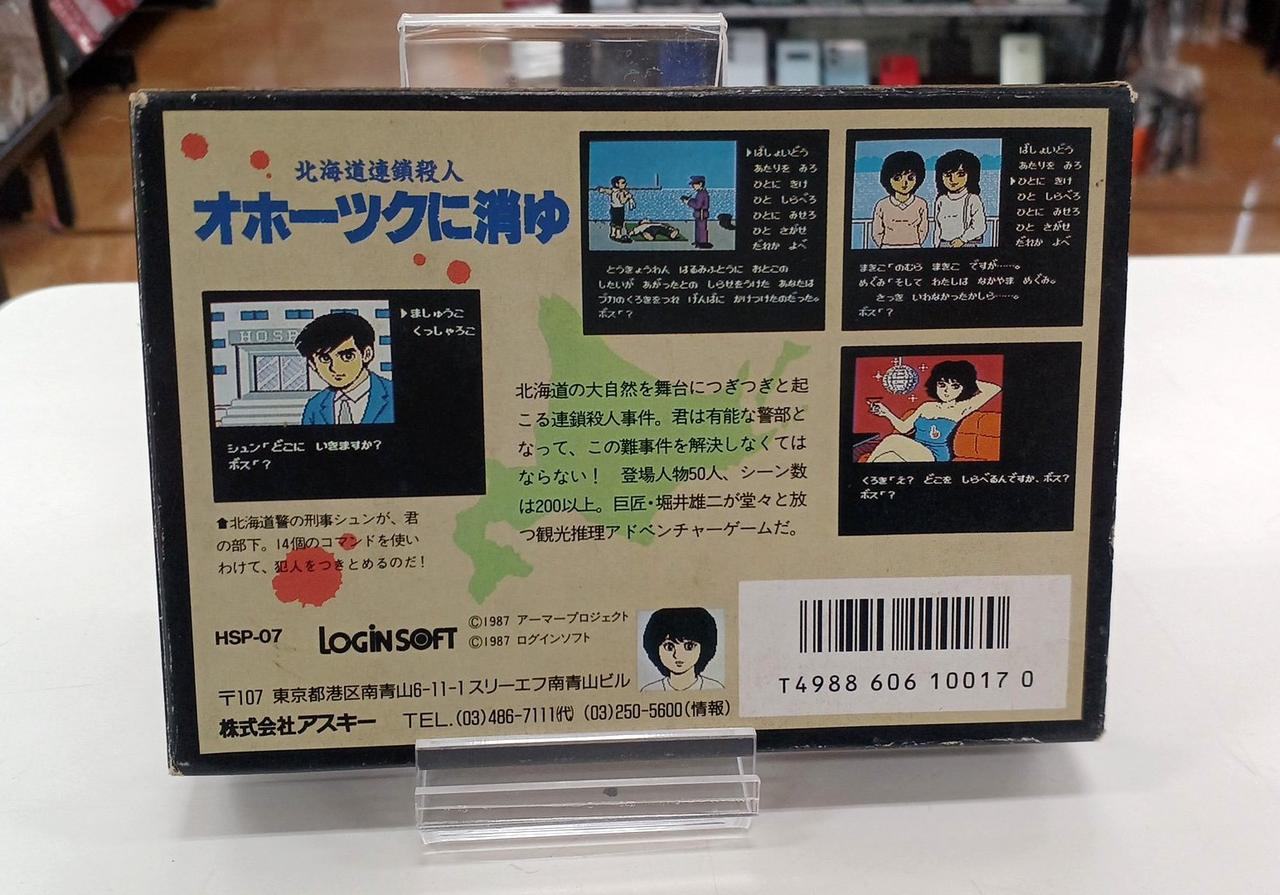 北海道連鎖殺人
オホーツクに消ゆ
▶ばしょいどう
あたりを みろ
ひとに きけ
ひと しらべろ
ひとに みせろ
ひと さがせ
だれか よべ
とうきょうわん はるみふとうに おとこの
したいが あがったとの しらせをうけた あなたは
ブカのくろきをつれ げんばに かけつけたのだった。
ボス「?
ばしょいどう
あたりを みろ
▶ひとに きけ
ひと しらべろ
ひとに みせろ
ひと さがせ
だれか よべ
まきこ「のむら まきこ ですが……。
めぐみ「そして わたしは なかやま めぐみ。
さっき いわなかったかしら……。
ボス「?
HOSP
▶ましゅうこ
くっしゃろこ
シュン「どこに いきますか?
ボス「?
くろき「え? どこを しらべるんですか、ボス?
ボス「?
北海道の大自然を舞台につぎつぎと起
こる連鎖殺人事件。君は有能な警部と
なって、この難事件を解決しなくては
ならない! 登場人物50人、シーン数
は200以上。巨匠・堀井雄二が堂々と放
つ観光推理アドベンチャーゲームだ。
⬆北海道警の刑事シュンが、君
の部下。14個のコマンドを使い
わけて、犯人をつきとめるのだ!
HSP-07
LOGiN SOFT
©1987 アーマープロジェクト
©1987 ログインソフト
〒107 東京都港区南青山6-11-1スリーエフ南青山ビル
株式会社アスキー TEL.(03)486-7111(代) (03)250-5600(情報)
T4988 606 10017 0